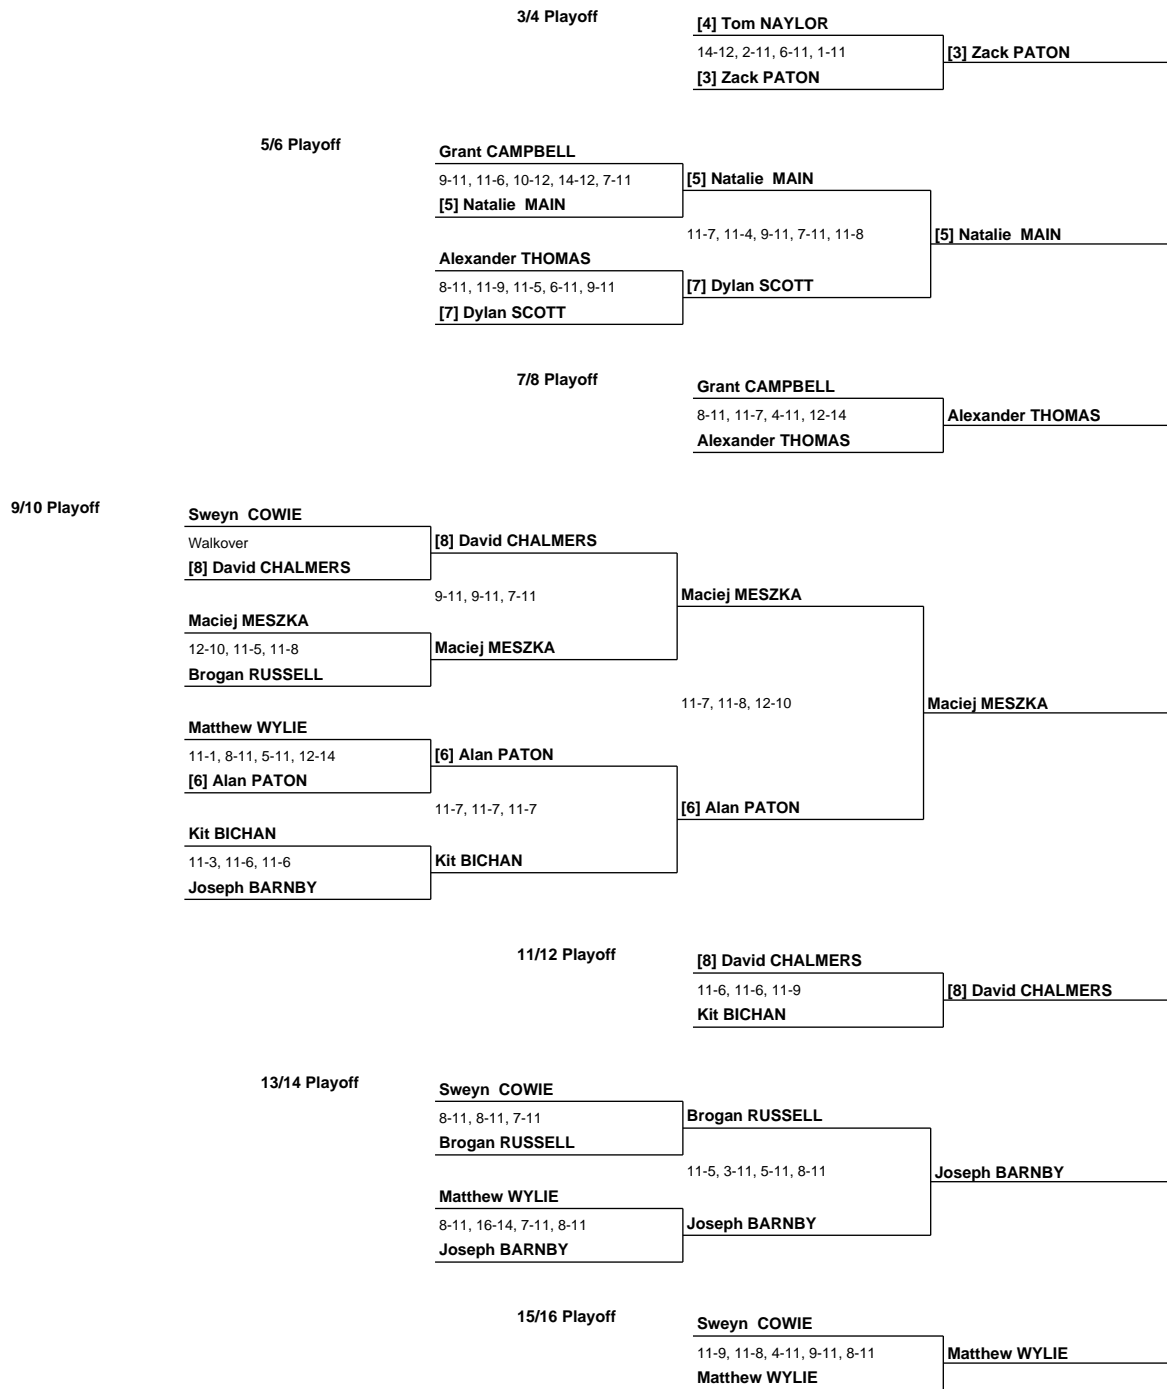 3/4 Playoff
[4] Tom NAYLOR
14-12, 2-11, 6-11, 1-11
[3] Zack PATON
[3] Zack PATON
5/6 Playoff
Grant CAMPBELL
9-11, 11-6, 10-12, 14-12, 7-11
[5] Natalie  MAIN
[5] Natalie  MAIN
11-7, 11-4, 9-11, 7-11, 11-8
[5] Natalie  MAIN
Alexander THOMAS
8-11, 11-9, 11-5, 6-11, 9-11
[7] Dylan SCOTT
[7] Dylan SCOTT
7/8 Playoff
Grant CAMPBELL
8-11, 11-7, 4-11, 12-14
Alexander THOMAS
Alexander THOMAS
9/10 Playoff
Sweyn  COWIE
Walkover
[8] David CHALMERS
[8] David CHALMERS
9-11, 9-11, 7-11
Maciej MESZKA
Maciej MESZKA
12-10, 11-5, 11-8
Maciej MESZKA
Brogan RUSSELL
11-7, 11-8, 12-10
Maciej MESZKA
Matthew WYLIE
11-1, 8-11, 5-11, 12-14
[6] Alan PATON
[6] Alan PATON
11-7, 11-7, 11-7
[6] Alan PATON
Kit BICHAN
11-3, 11-6, 11-6
Kit BICHAN
Joseph BARNBY
11/12 Playoff
[8] David CHALMERS
11-6, 11-6, 11-9
[8] David CHALMERS
Kit BICHAN
13/14 Playoff
Sweyn  COWIE
8-11, 8-11, 7-11
Brogan RUSSELL
Brogan RUSSELL
11-5, 3-11, 5-11, 8-11
Joseph BARNBY
Matthew WYLIE
8-11, 16-14, 7-11, 8-11
Joseph BARNBY
Joseph BARNBY
15/16 Playoff
Sweyn  COWIE
11-9, 11-8, 4-11, 9-11, 8-11
Matthew WYLIE
Matthew WYLIE